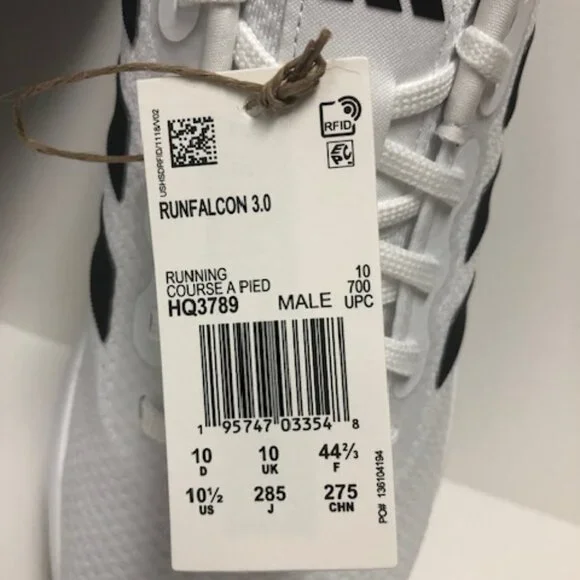 USHSDRFID/1118/V02
RFID
EPC
RUNFALCON 3.0
RUNNING
COURSE A PIED
HQ3789
MALE
10
700
UPC
1 95747 03354 8
10 10 44⅔
D UK F
10½ 285 275
US J CHN
PO# 136104194